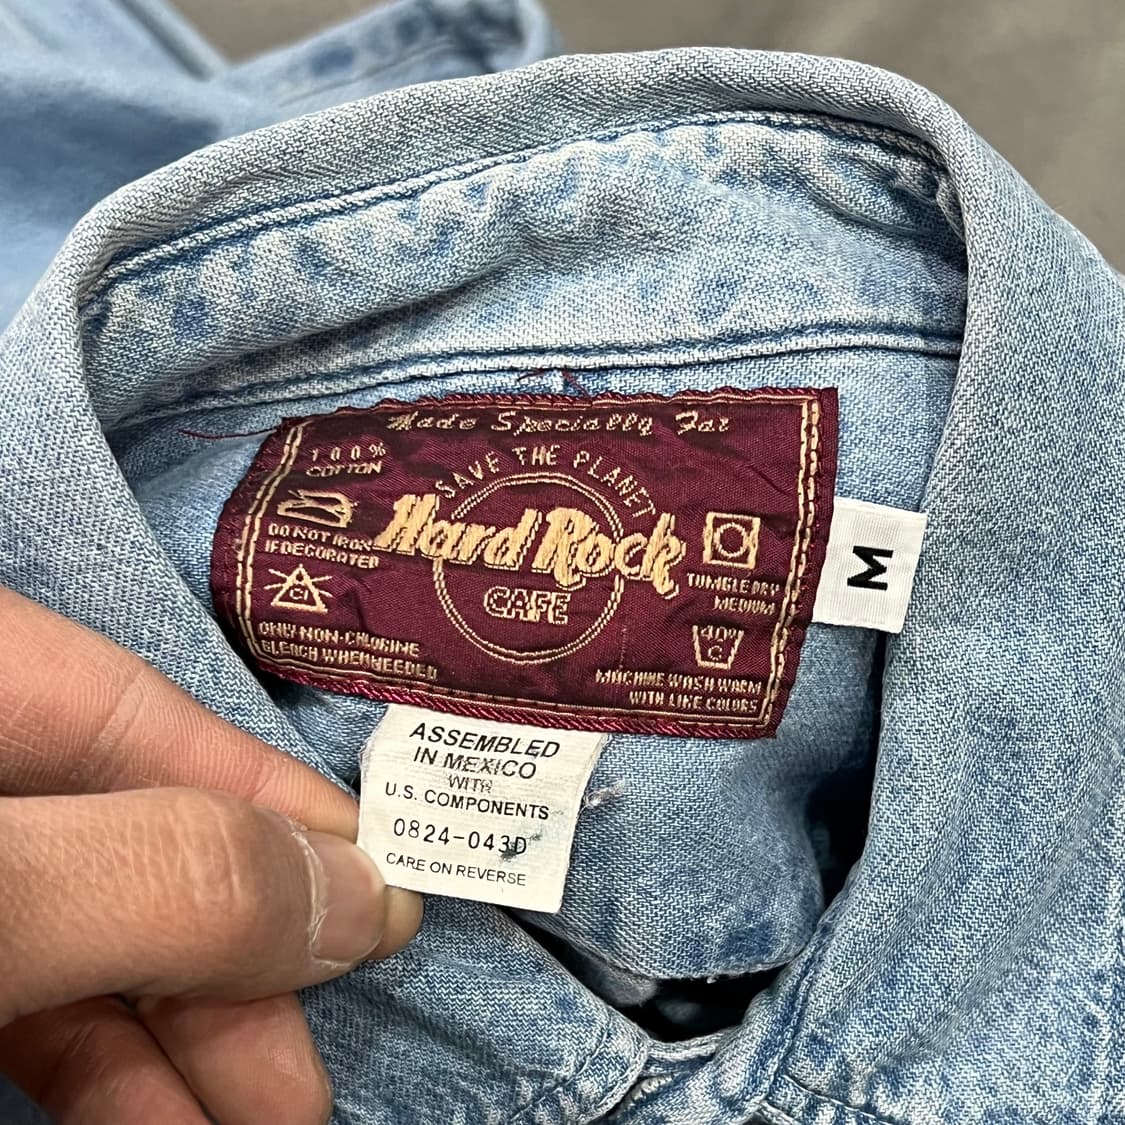 Made Specially For
100%
COTTON
SAVE THE PLANET
Hard Rock
CAFE
DO NOT IRON
IF DECORATED
Cl
ONLY NON-CHLORINE
BLEACH WHEN NEEDED
TUMBLE DRY
MEDIUM
40°
C
MACHINE WASH WARM
WITH LIKE COLORS
M
ASSEMBLED
IN MEXICO
WITH
U.S. COMPONENTS
0824-043D
CARE ON REVERSE